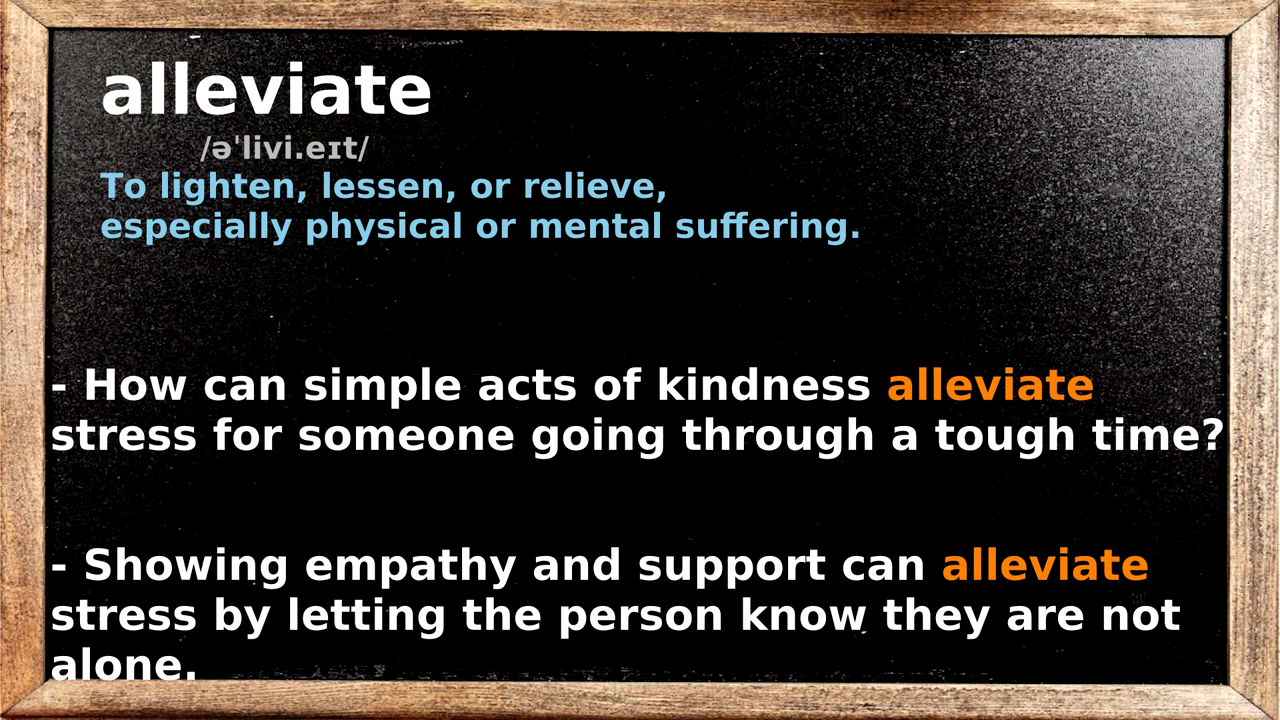 alleviate
/əˈlivi.eɪt/
To lighten, lessen, or relieve,
especially physical or mental suffering.
- How can simple acts of kindness alleviate
stress for someone going through a tough time?
- Showing empathy and support can alleviate
stress by letting the person know they are not
alone.